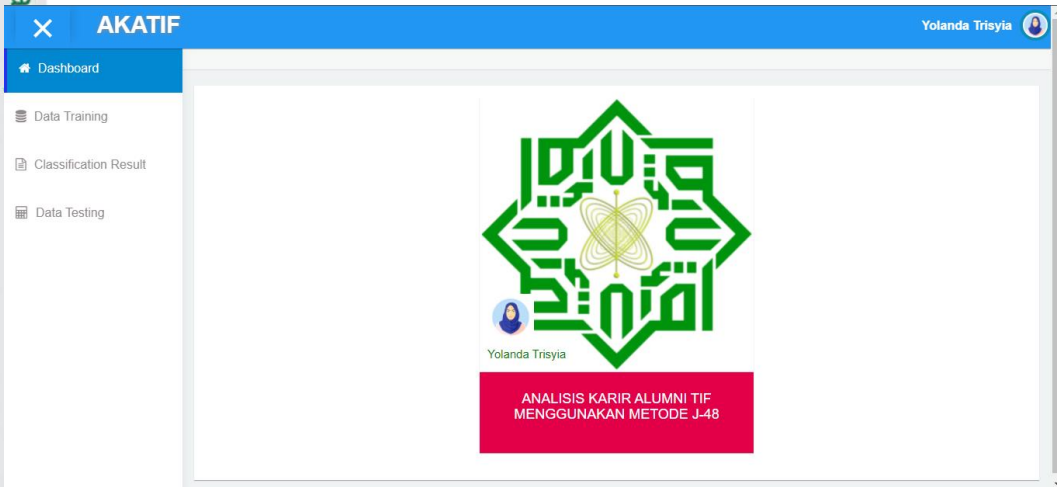 AKATIF
Yolanda Trisyia
Dashboard
Data Training
Classification Result
Data Testing
Yolanda Trisyia
ANALISIS KARIR ALUMNI TIF
MENGGUNAKAN METODE J-48